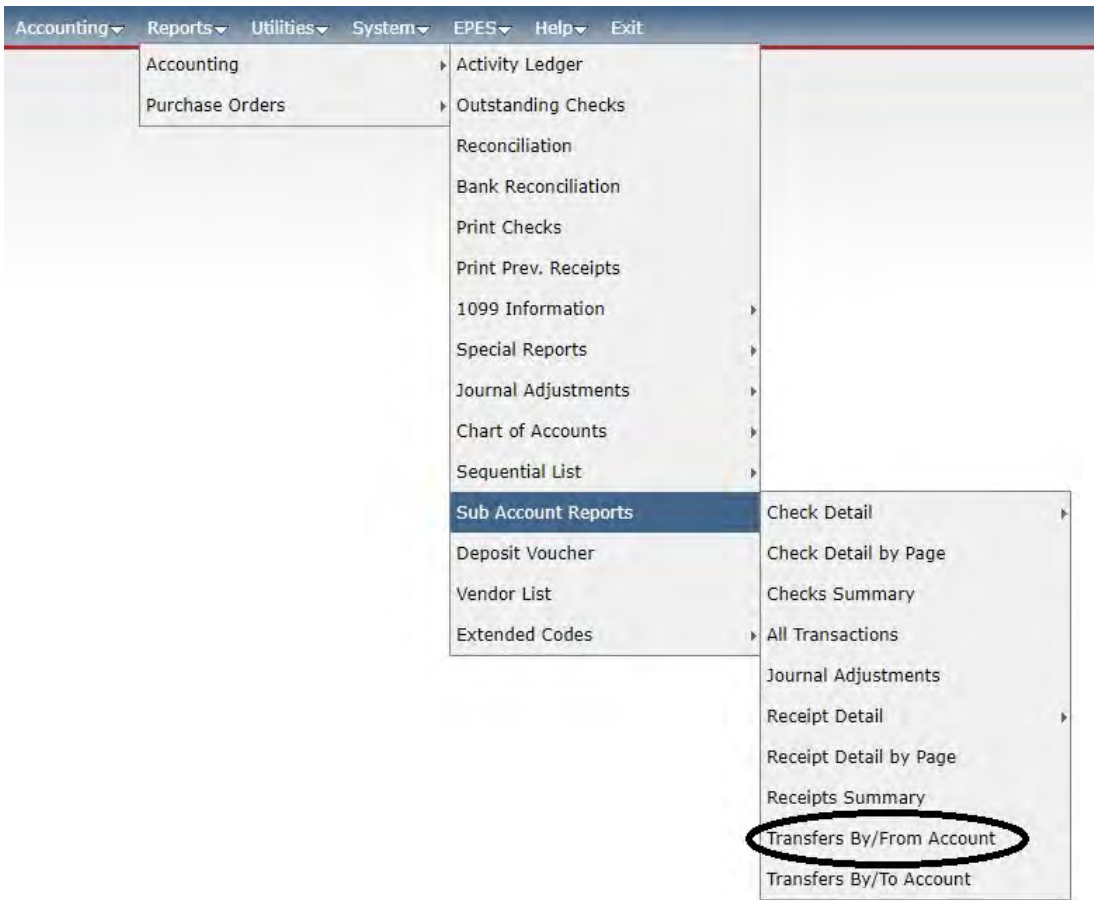 Accounting Reports Utilities System EPES Help Exit
Accounting
Purchase Orders
Activity Ledger
Outstanding Checks
Reconciliation
Bank Reconciliation
Print Checks
Print Prev. Receipts
1099 Information
Special Reports
Journal Adjustments
Chart of Accounts
Sequential List
Sub Account Reports
Deposit Voucher
Vendor List
Extended Codes
Check Detail
Check Detail by Page
Checks Summary
All Transactions
Journal Adjustments
Receipt Detail
Receipt Detail by Page
Receipts Summary
Transfers By/From Account
Transfers By/To Account